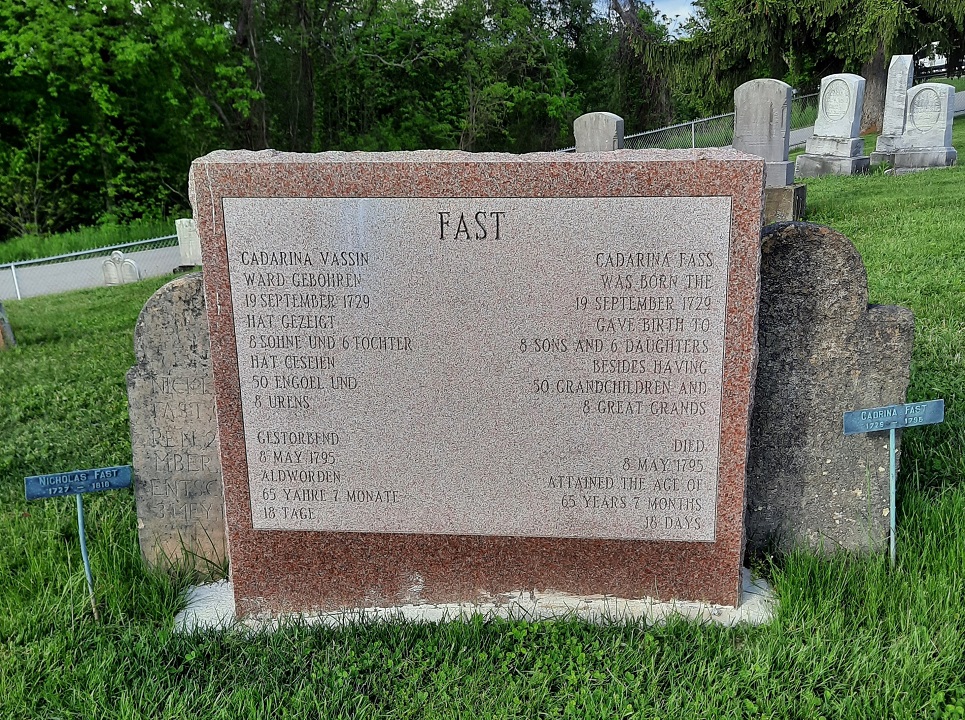 FAST
CADARINA VASSIN
WARD GEBOHREN
19 SEPTEMBER 1729
HAT GEZEIGT
8 SOHNE UND 6 TOCHTER
HAT GESEIEN
50 ENGOEL UND
8 URENS
GESTORBEND
8 MAY 1795
ALDWORDEN
65 YAHRE 7 MONATE
18 TAGE
CADARINA FASS
WAS BORN THE
19 SEPTEMBER 1729
GAVE BIRTH TO
8 SONS AND 6 DAUGHTERS
BESIDES HAVING
50 GRANDCHILDREN AND
8 GREAT GRANDS
DIED
8 MAY 1795
ATTAINED THE AGE OF
65 YEARS 7 MONTHS
18 DAYS
NICHOLAS FAST
1727 - 1818
CADRINA FAST